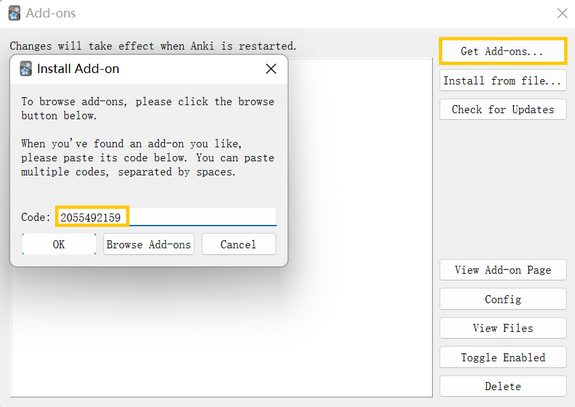 Add-ons
Changes will take effect when Anki is restarted.
Get Add-ons...
Install from file...
Check for Updates
Install Add-on
To browse add-ons, please click the browse
button below.
When you've found an add-on you like,
please paste its code below. You can paste
multiple codes, separated by spaces.
Code: 2055492159
OK
Browse Add-ons
Cancel
View Add-on Page
Config
View Files
Toggle Enabled
Delete